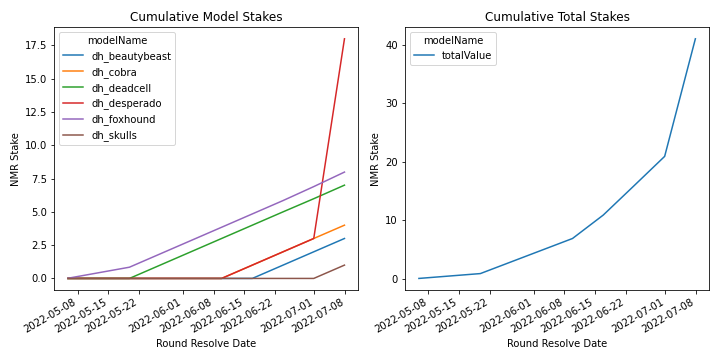 Cumulative Model Stakes
modelName
dh_beautybeast
dh_cobra
dh_deadcell
dh_desperado
dh_foxhound
dh_skulls
17.5
15.0
12.5
10.0
7.5
5.0
2.5
0.0
NMR Stake
2022-05-08
2022-05-15
2022-05-22
2022-06-01
2022-06-08
2022-06-15
2022-06-22
2022-07-01
2022-07-08
Round Resolve Date
Cumulative Total Stakes
modelName
totalValue
40
30
20
10
0
NMR Stake
2022-05-08
2022-05-15
2022-05-22
2022-06-01
2022-06-08
2022-06-15
2022-06-22
2022-07-01
2022-07-08
Round Resolve Date